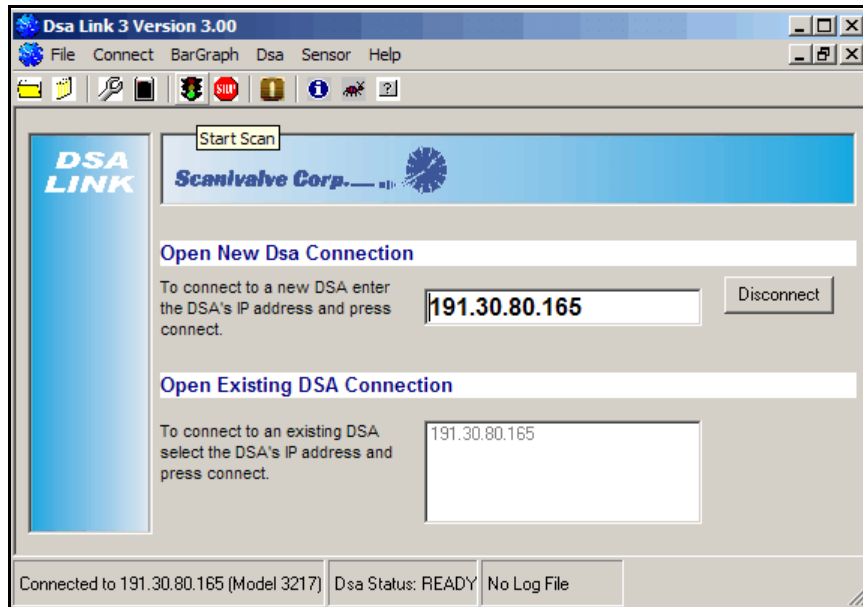 Dsa Link 3 Version 3.00
File Connect BarGraph Dsa Sensor Help
STOP
Start Scan
DSA
LINK
Scanivalve Corp.
Open New Dsa Connection
To connect to a new DSA enter
the DSA's IP address and press
connect.
191.30.80.165
Disconnect
Open Existing DSA Connection
To connect to an existing DSA
select the DSA's IP address and
press connect.
191.30.80.165
Connected to 191.30.80.165 (Model 3217) Dsa Status: READY No Log File